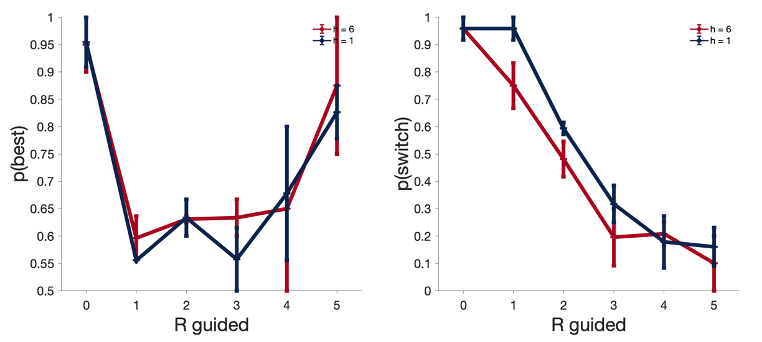 1
0.95
0.9
0.85
0.8
0.75
0.7
0.65
0.6
0.55
0.5
p(best)
0 1 2 3 4 5
R guided
h = 6
h = 1
1
0.9
0.8
0.7
0.6
0.5
0.4
0.3
0.2
0.1
0
p(switch)
0 1 2 3 4 5
R guided
h = 6
h = 1